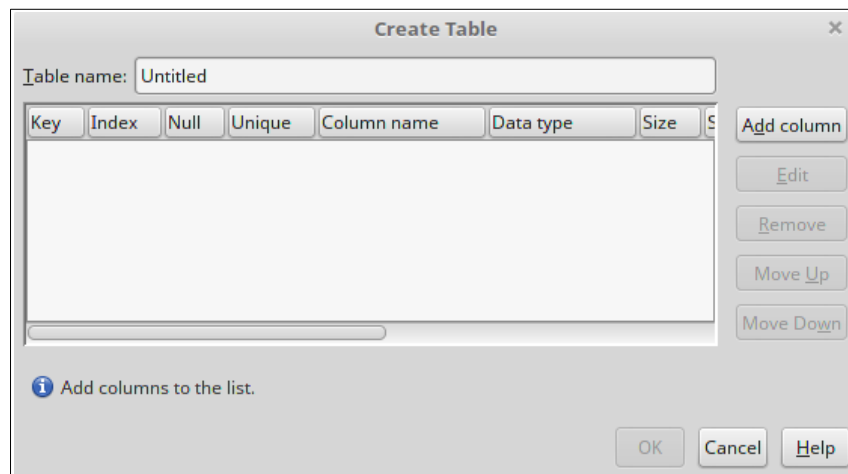 Create Table
Table name: Untitled
Key Index Null Unique Column name Data type Size S
Add column
Edit
Remove
Move Up
Move Down
Add columns to the list.
OK Cancel Help